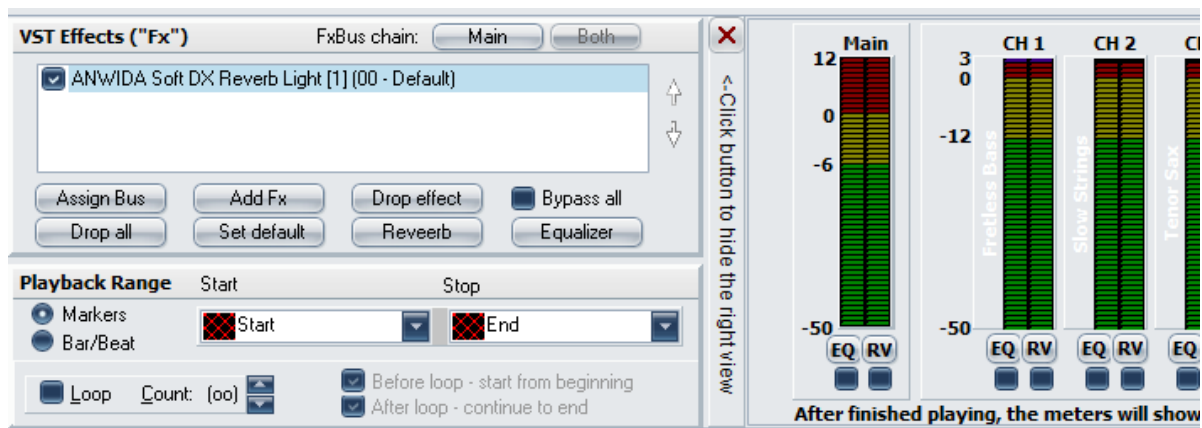 VST Effects ("Fx")
FxBus chain:
Main
Both
ANWIDA Soft DX Reverb Light [1] (00 - Default)
Assign Bus
Add Fx
Drop effect
Bypass all
Drop all
Set default
Reveerb
Equalizer
Playback Range
Start
Stop
Markers
Bar/Beat
Start
End
Loop
Count:
(oo)
Before loop - start from beginning
After loop - continue to end
<-Click button to hide the right view
Main
12
0
-6
-50
EQ RV
CH 1
3
0
-12
-50
Fretless Bass
EQ RV
CH 2
Slow Strings
EQ RV
Tenor Sax
EQ
After finished playing, the meters will show